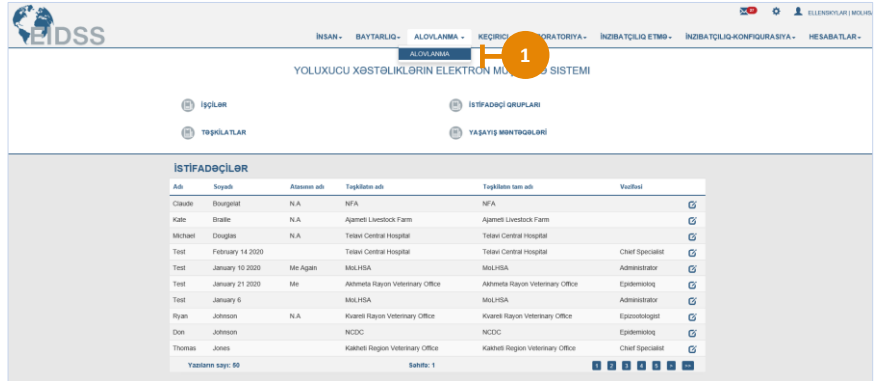 EIDSS
ELLENSKYLAR | MOLHSA
İNSAN BAYTARLIQ ALOVLANMA KEÇIRICI ORATORIYA İNZIBATÇILIQ ETMƏ İNZIBATÇILIQ-KONFIQURASIYA HESABATLAR
ALOVLANMA
1
YOLUXUCU XƏSTƏLIKLƏRIN ELEKTRON SISTEMI
İŞÇILƏR İSTIFADƏÇI QRUPLARI
TƏŞKILATLAR YAŞAYIŞ MƏNTƏQƏLƏRI
İSTİFADƏÇİLƏR
Adı Soyadı Atasının adı Təşkilatın adı Təşkilatın tam adı Vəzifəsi
Claude Bourgelat N.A NFA NFA
Kate Braille N.A Ajameti Livestock Farm Ajameti Livestock Farm
Michael Douglas N.A Telavi Central Hospital Telavi Central Hospital
Test February 14 2020 Telavi Central Hospital Telavi Central Hospital Chief Specialist
Test January 10 2020 Me Again MoLHSA MoLHSA Administrator
Test January 21 2020 Me Akhmeta Rayon Veterinary Office Akhmeta Rayon Veterinary Office Epidemioloq
Test January 6 MoLHSA MoLHSA Administrator
Ryan Johnson N.A Kvareli Rayon Veterinary Office Kvareli Rayon Veterinary Office Epizootologist
Don Johnson NCDC NCDC Epidemioloq
Thomas Jones Kakheti Region Veterinary Office Kakheti Region Veterinary Office Chief Specialist
Yazıların sayı: 50 Səhifə: 1 1 2 3 4 5 > >>